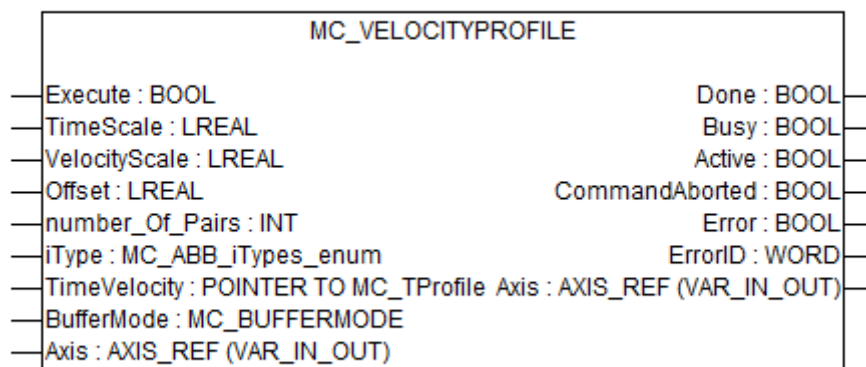 MC_VELOCITYPROFILE
Execute : BOOL Done : BOOL
TimeScale : LREAL Busy : BOOL
VelocityScale : LREAL Active : BOOL
Offset : LREAL CommandAborted : BOOL
number_Of_Pairs : INT Error : BOOL
iType : MC_ABB_iTypes_enum ErrorID : WORD
TimeVelocity : POINTER TO MC_TProfile Axis : AXIS_REF (VAR_IN_OUT)
BufferMode : MC_BUFFERMODE
Axis : AXIS_REF (VAR_IN_OUT)